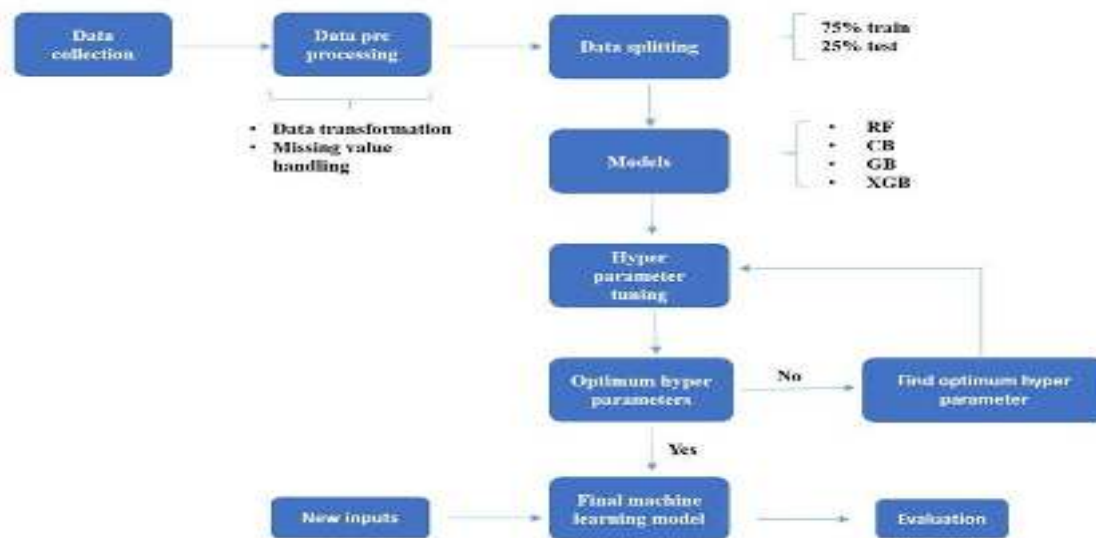 Data
collection
Data pre
processing
Data splitting
75% train
25% test
• Data transformation
• Missing value
handling
Models
• RF
• CB
• GB
• XGB
Hyper
parameter
tuning
Optimum hyper
parameters
No
Find optimum hyper
parameter
Yes
New inputs
Final machine
learning model
Evaluation